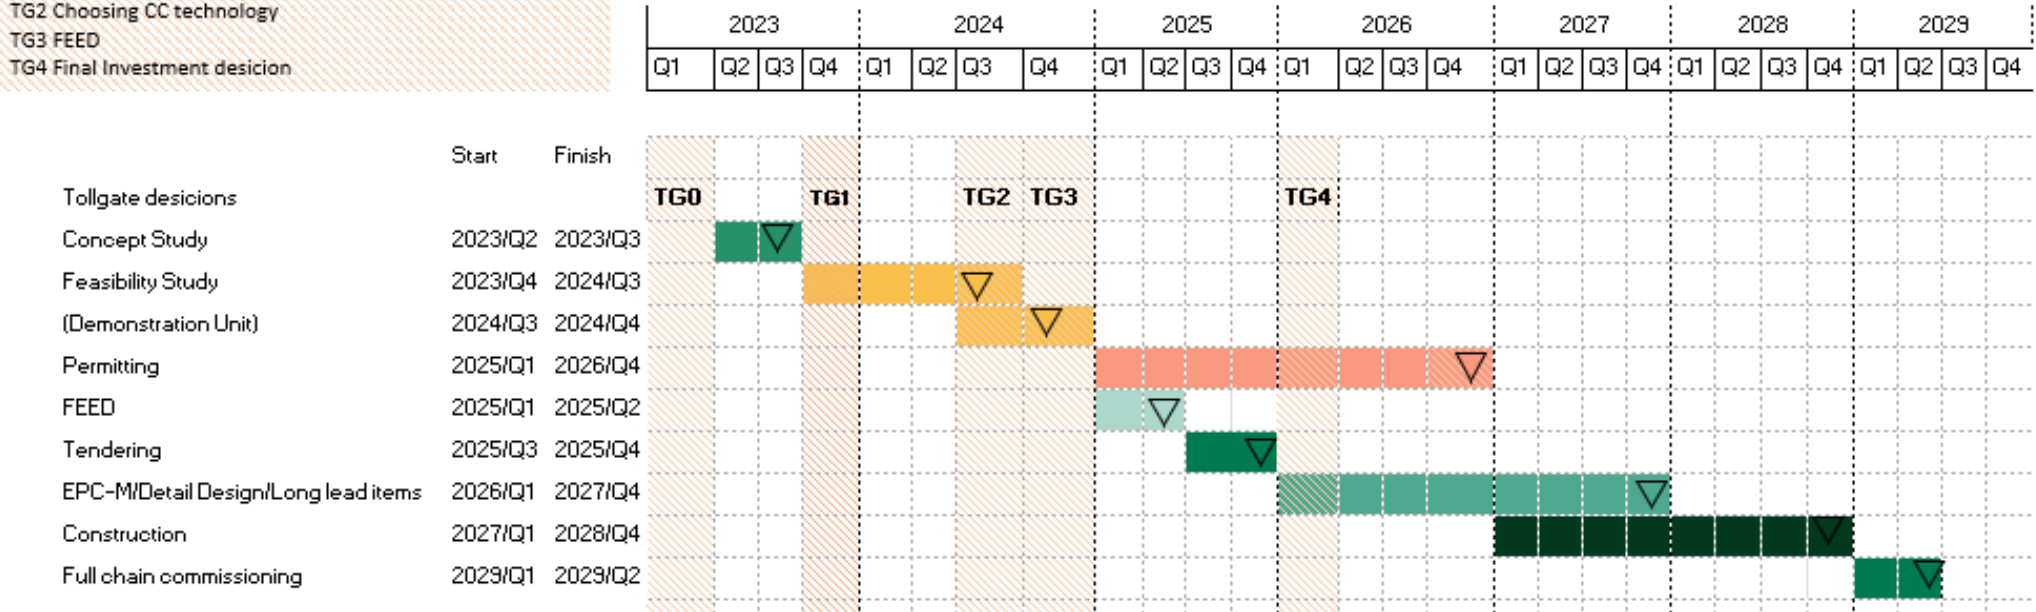 TG2 Choosing CC technology
TG3 FEED
TG4 Final Investment desicion
2023 2024 2025 2026 2027 2028 2029
Q1 Q2 Q3 Q4 Q1 Q2 Q3 Q4 Q1 Q2 Q3 Q4 Q1 Q2 Q3 Q4 Q1 Q2 Q3 Q4 Q1 Q2 Q3 Q4 Q1 Q2 Q3 Q4
Start Finish
Tollgate desicions TG0 TG1 TG2 TG3 TG4
Concept Study 2023/Q2 2023/Q3
Feasibility Study 2023/Q4 2024/Q3
(Demonstration Unit) 2024/Q3 2024/Q4
Permitting 2025/Q1 2026/Q4
FEED 2025/Q1 2025/Q2
Tendering 2025/Q3 2025/Q4
EPC-M/Detail Design/Long lead items 2026/Q1 2027/Q4
Construction 2027/Q1 2028/Q4
Full chain commissioning 2029/Q1 2029/Q2